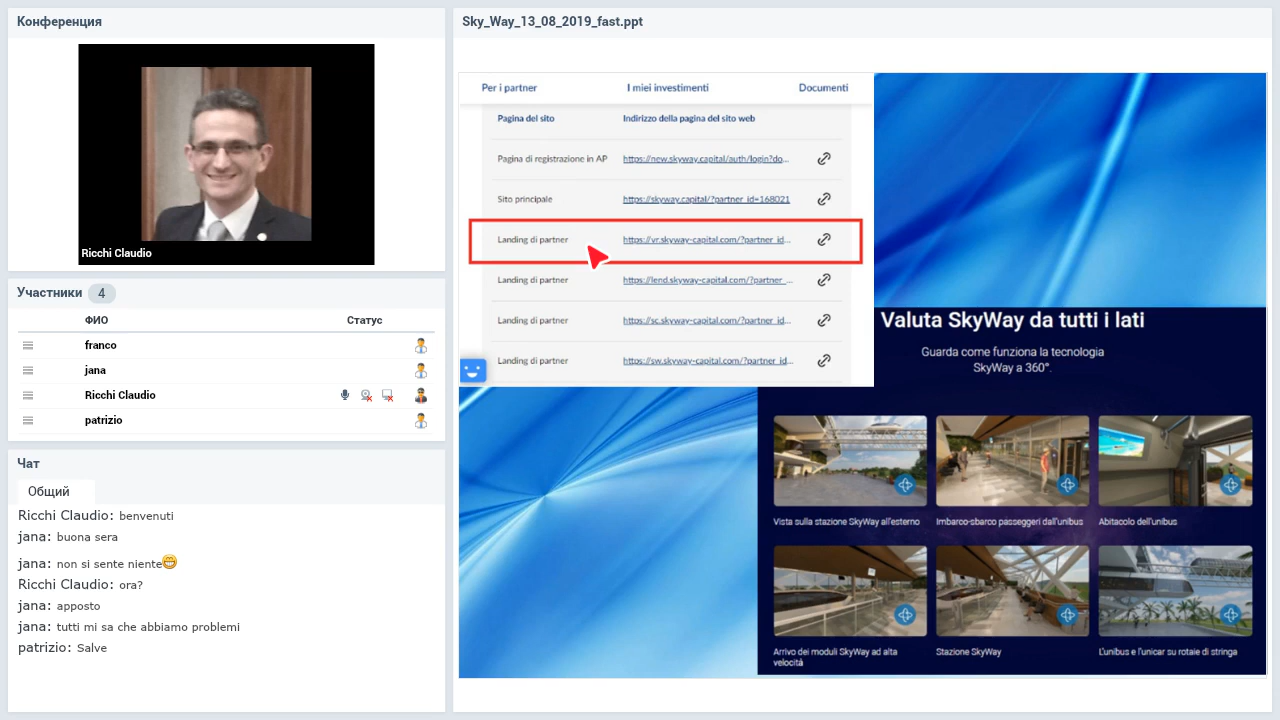 Конференция
Ricchi Claudio
Участники 4
ФИО Статус
franco
jana
Ricchi Claudio
patrizio
Чат
Общий
Ricchi Claudio: benvenuti
jana: buona sera
jana: non si sente niente
Ricchi Claudio: ora?
jana: apposto
jana: tutti mi sa che abbiamo problemi
patrizio: Salve
Sky_Way_13_08_2019_fast.ppt
Per i partner I miei investimenti Documenti
Pagina del sito Indirizzo della pagina del sito web
Pagina di registrazione in AP https://new.skyway.capital/auth/login?do...
Sito principale https://skyway.capital/?partner_id=168021
Landing di partner https://vr.skyway-capital.com/?partner_id...
Landing di partner https://lend.skyway-capital.com/?partner_...
Landing di partner https://sc.skyway-capital.com/?partner_id...
Landing di partner https://sw.skyway-capital.com/?partner_id...
Valuta SkyWay da tutti i lati
Guarda come funziona la tecnologia
SkyWay a 360°.
Vista sulla stazione SkyWay all'esterno
Imbarco-sbarco passeggeri dall'unibus
Abitacolo dell'unibus
Arrivo dei moduli SkyWay ad alta
velocità
Stazione SkyWay
L'unibus e l'unicar su rotaie di stringa